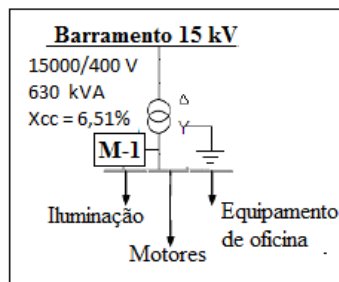 Barramento 15 kV
15000/400 V
630 kVA
Xcc = 6,51%
Δ
Y
M-1
Iluminação
Equipamento
de oficina
Motores